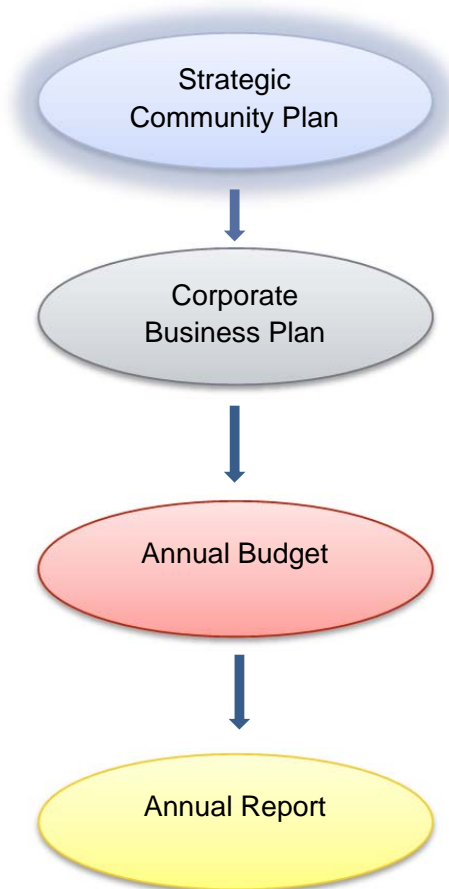 Strategic
Community Plan
Corporate
Business Plan
Annual Budget
Annual Report